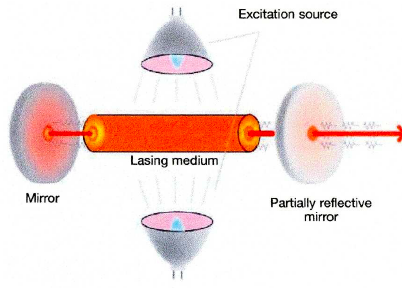 Excitation source
Lasing medium
Mirror
Partially reflective
mirror